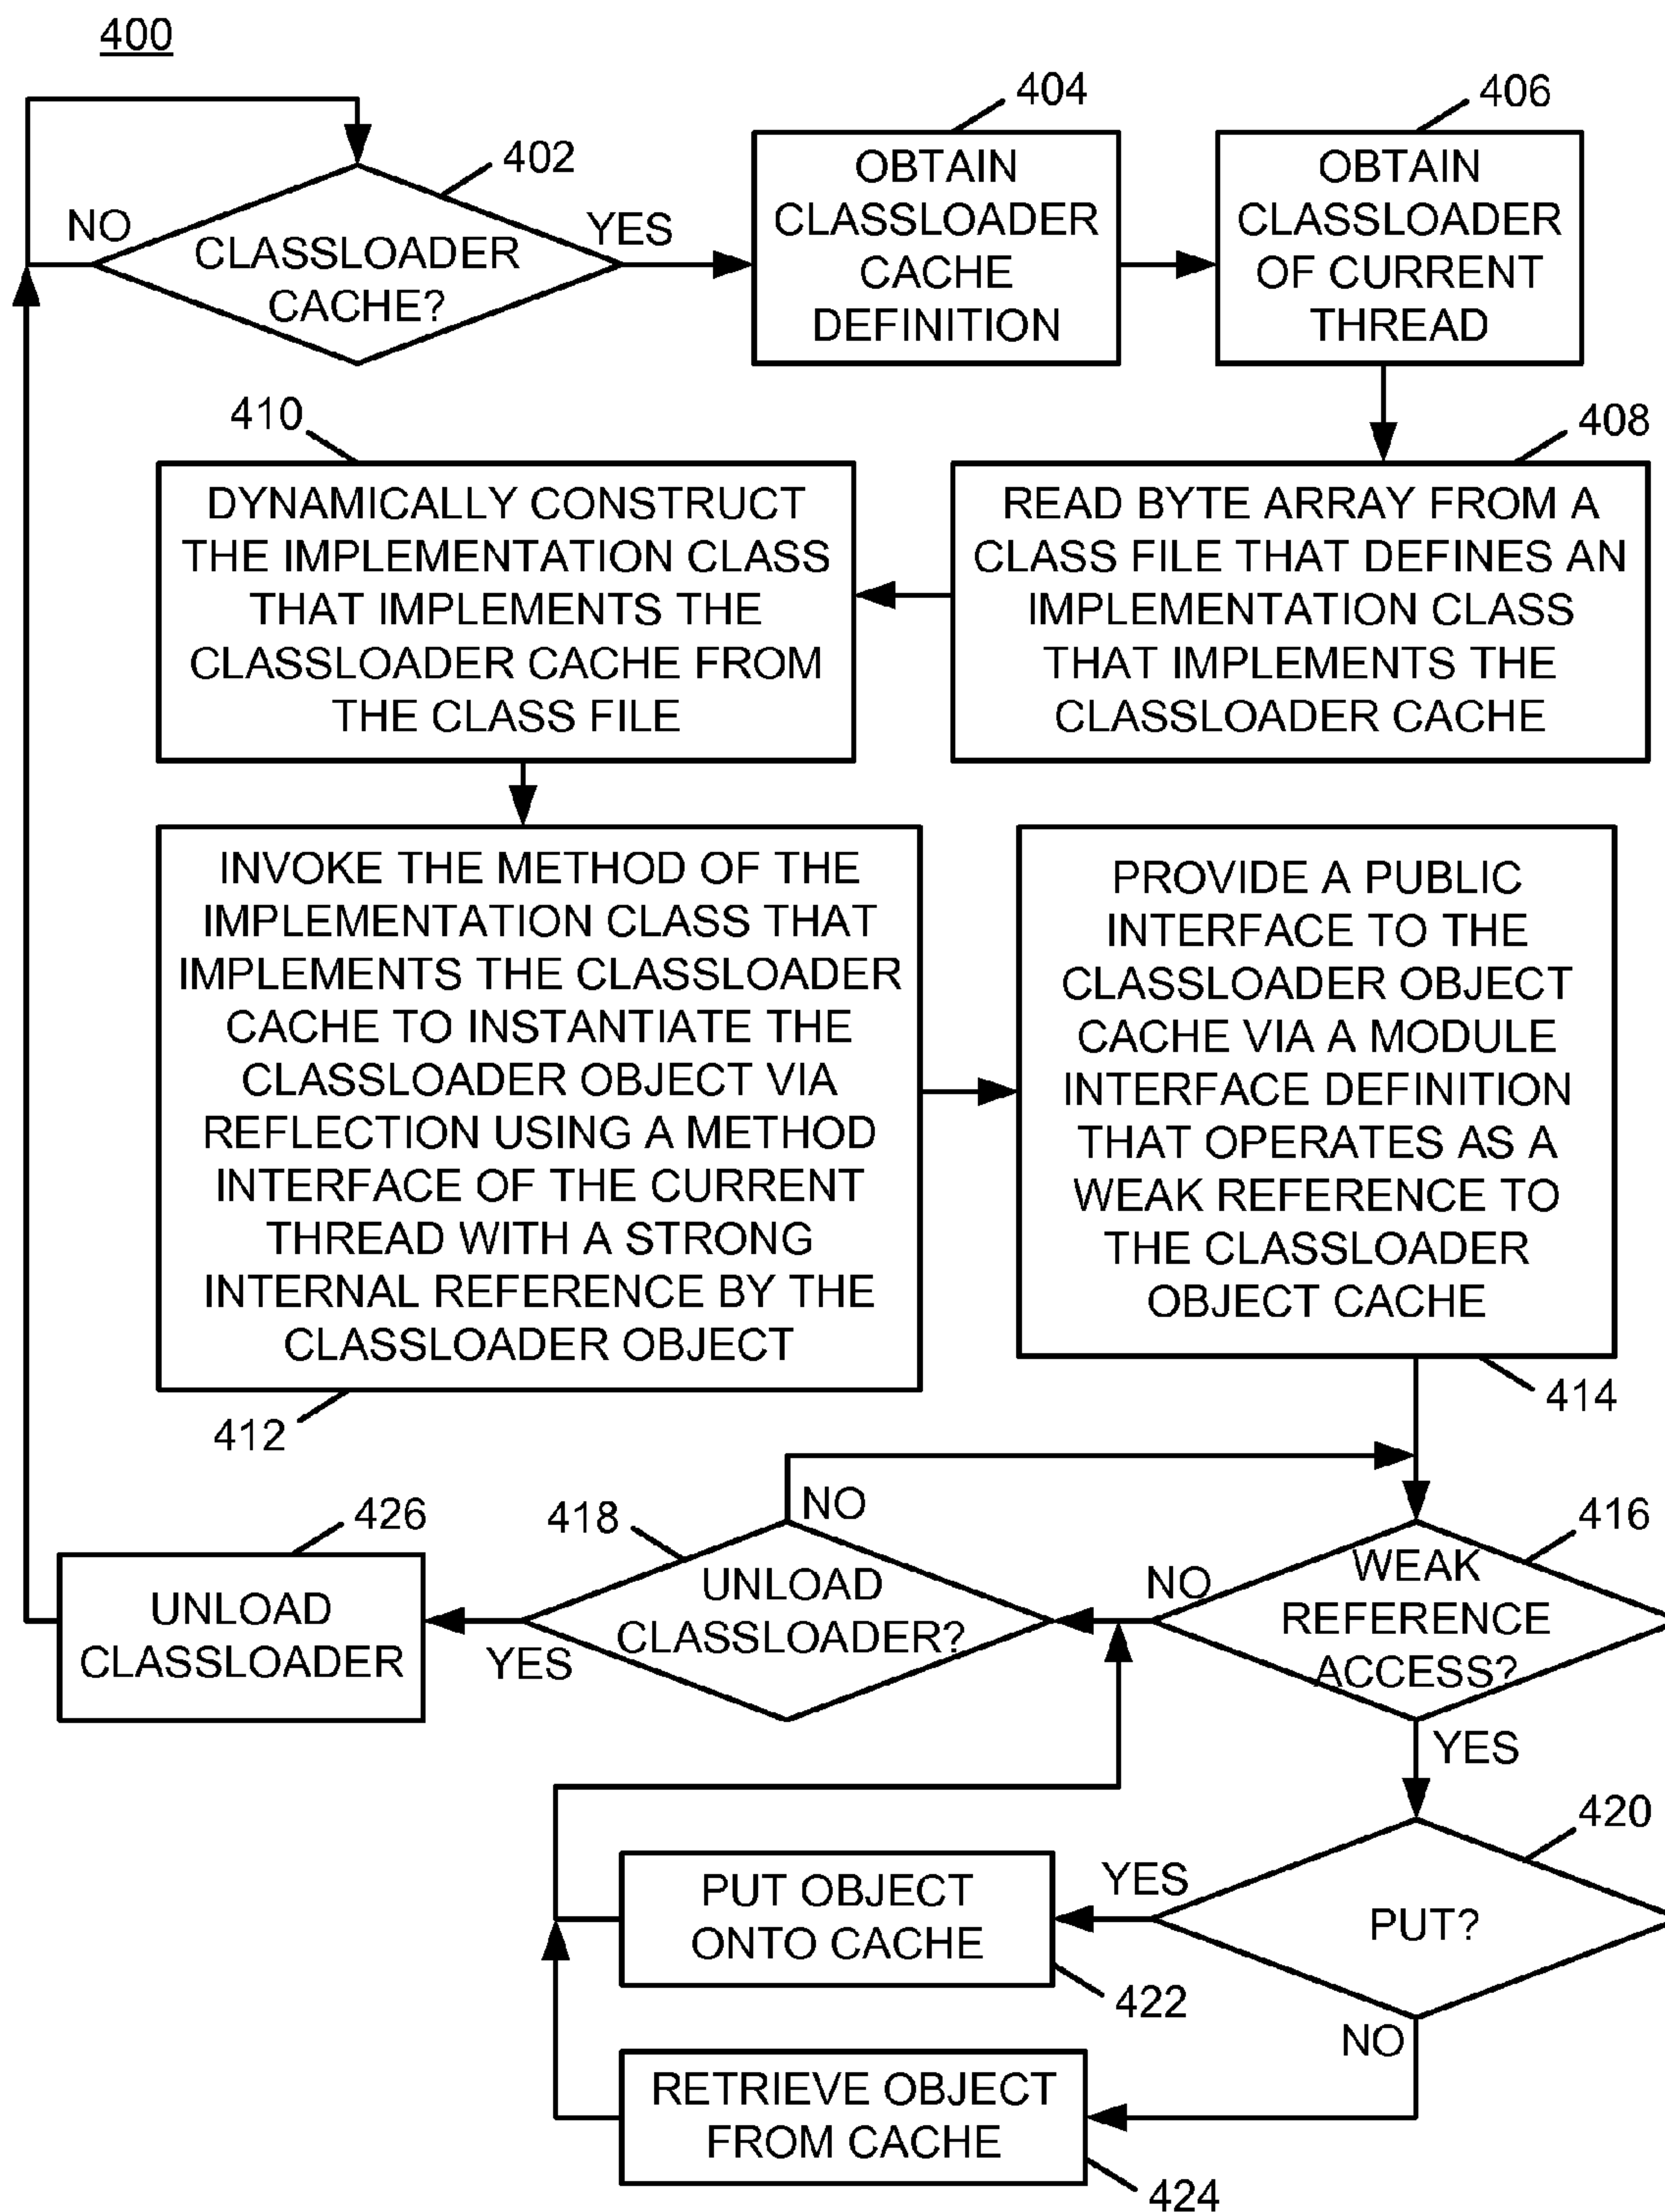 400
402
NO
YES
CLASSLOADER
CACHE?
404
OBTAIN
CLASSLOADER
CACHE
DEFINITION
406
OBTAIN
CLASSLOADER
OF CURRENT
THREAD
408
READ BYTE ARRAY FROM A
CLASS FILE THAT DEFINES AN
IMPLEMENTATION CLASS
THAT IMPLEMENTS THE
CLASSLOADER CACHE
410
DYNAMICALLY CONSTRUCT
THE IMPLEMENTATION CLASS
THAT IMPLEMENTS THE
CLASSLOADER CACHE FROM
THE CLASS FILE
INVOKE THE METHOD OF THE
IMPLEMENTATION CLASS THAT
IMPLEMENTS THE CLASSLOADER
CACHE TO INSTANTIATE THE
CLASSLOADER OBJECT VIA
REFLECTION USING A METHOD
INTERFACE OF THE CURRENT
THREAD WITH A STRONG
INTERNAL REFERENCE BY THE
CLASSLOADER OBJECT
412
PROVIDE A PUBLIC
INTERFACE TO THE
CLASSLOADER OBJECT
CACHE VIA A MODULE
INTERFACE DEFINITION
THAT OPERATES AS A
WEAK REFERENCE TO
THE CLASSLOADER
OBJECT CACHE
414
416
NO
WEAK
REFERENCE
ACCESS?
YES
418
NO
UNLOAD
CLASSLOADER?
YES
426
UNLOAD
CLASSLOADER
420
YES
PUT?
NO
PUT OBJECT
ONTO CACHE
422
RETRIEVE OBJECT
FROM CACHE
424